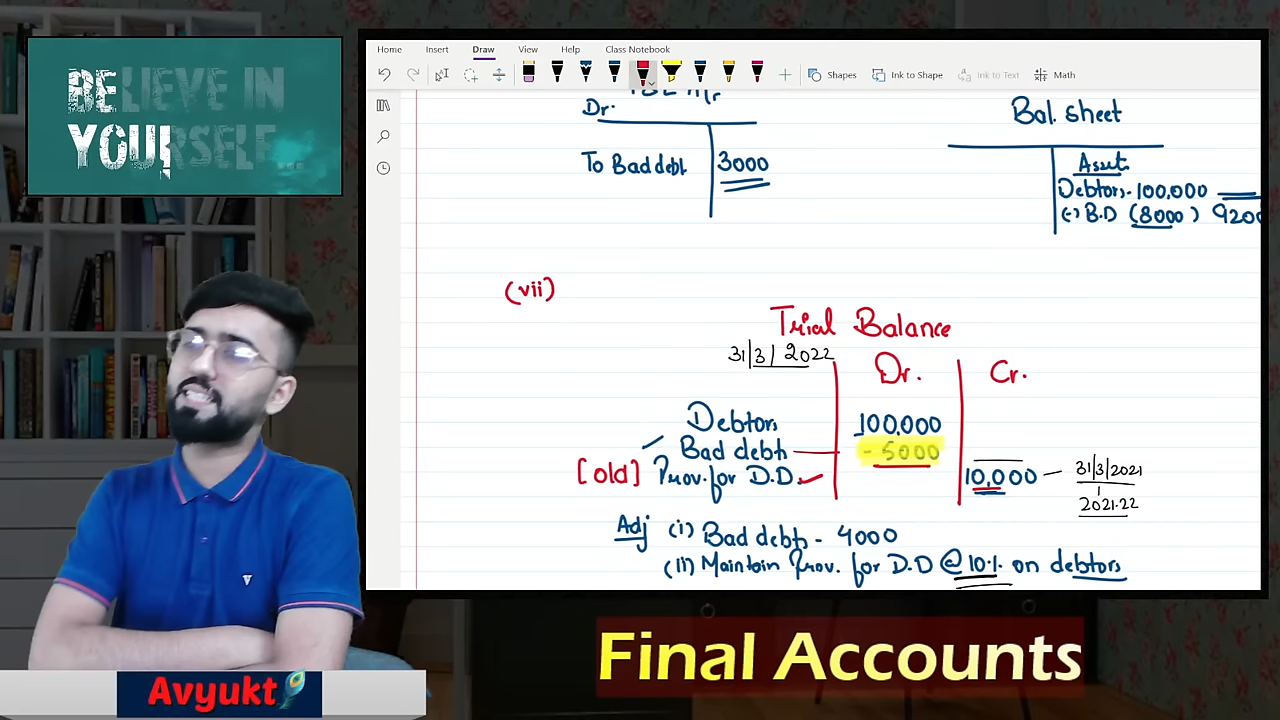 BELIEVE IN
YOURSELF...
Home Insert Draw View Help Class Notebook
Shapes Ink to Shape Ink to Text Math
Dr.
To Bad debt 3000
Bal. sheet
Asset
Debtors - 100,000
(-) B.D (8000) 9200
(vii)
Trial Balance
31/3/2022
Dr. Cr.
Debtors 100,000
Bad debts - 5000
[old] Prov. for D.D. 10,000 - 31/3/2021
2021-22
Adj (i) Bad debts - 4000
(ii) Maintain Prov. for D.D @ 10% on debtors
Final Accounts
Avyukt